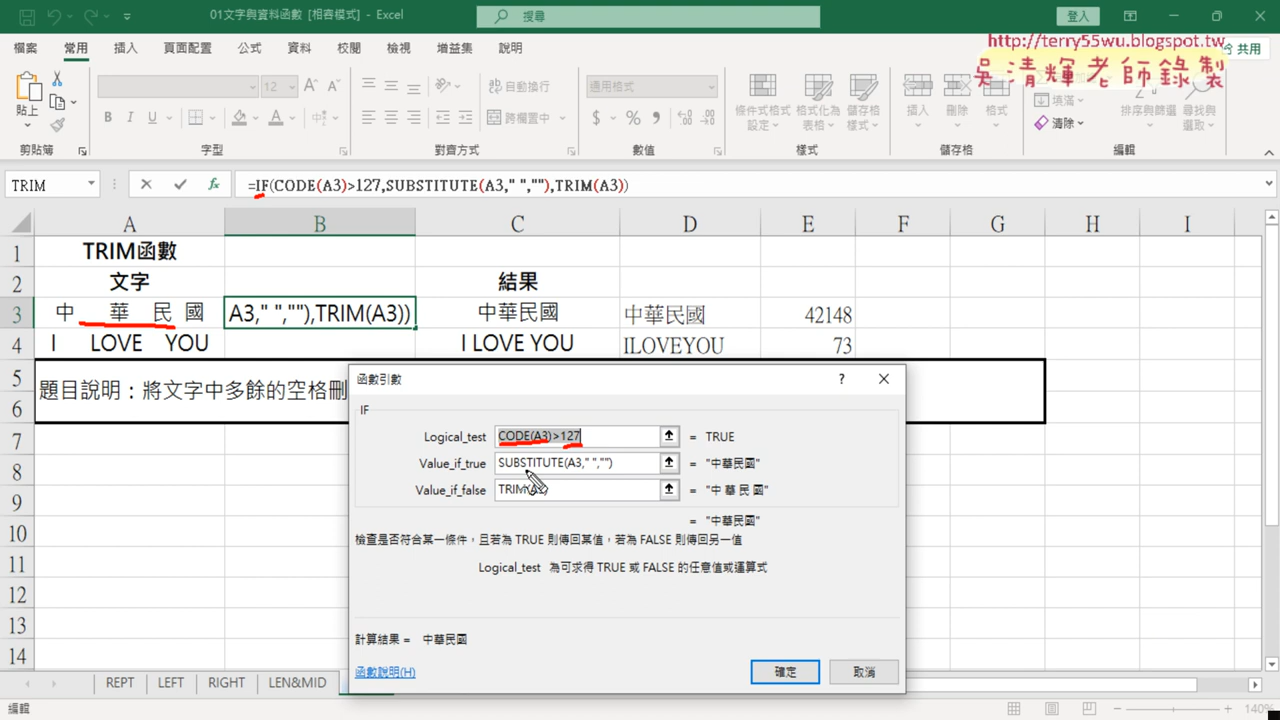 01文字與資料函數 [相容模式] - Excel
搜尋
登入
http://terry55wu.blogspot.tw
吳清輝老師錄製
檔案 常用 插入 頁面配置 公式 資料 校閱 檢視 增益集 說明 共用
貼上
12
自動換行
跨欄置中
通用格式
條件式格式設定
格式化為表格
儲存格樣式
插入 刪除 格式
填滿
清除
排序與篩選
尋找與選取
剪貼簿 字型 對齊方式 數值 樣式 儲存格 編輯
TRIM
=IF(CODE(A3)>127,SUBSTITUTE(A3," ",""),TRIM(A3))
A B C D E F G H I
1 TRIM函數
2 文字 結果
3 中 華 民 國 A3," ",""),TRIM(A3)) 中華民國 中華民國 42148
4 I LOVE YOU I LOVE YOU ILOVEYOU 73
5
題目說明：將文字中多餘的空格刪
6
7
8
9
10
11
12
13
14
函數引數
IF
Logical_test CODE(A3)>127 = TRUE
Value_if_true SUBSTITUTE(A3," ","") = "中華民國"
Value_if_false TRIM(A3) = "中 華 民 國"
= "中華民國"
檢查是否符合某一條件，且若為 TRUE 則傳回某值，若為 FALSE 則傳回另一值
Logical_test 為可求得 TRUE 或 FALSE 的任意值或運算式
計算結果 = 中華民國
函數說明(H)
確定
取消
REPT LEFT RIGHT LEN&MID
編輯
140%